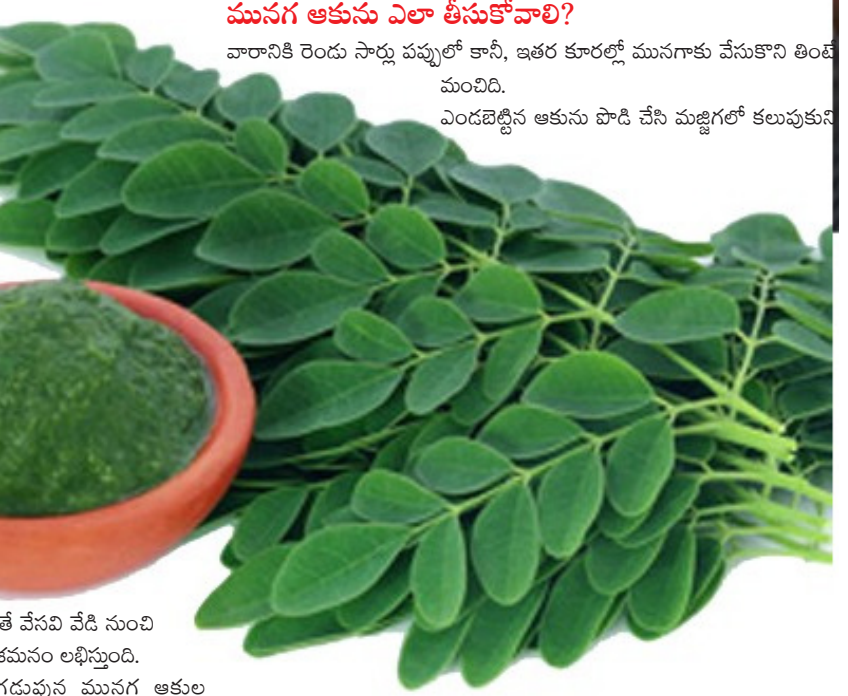 మునగ ఆకును ఎలా తీసుకోవాలి?
వారానికి రెండు సార్లు పప్పులో కానీ, ఇతర కూరల్లో మునగాకు వేసుకొని తింటే
మంచిది.
ఎండబెట్టిన ఆకును పొడి చేసి మజ్జిగలో కలుపుకుని
వేసవి వేడి నుంచి
లభిస్తుంది.
మునగ ఆకుల